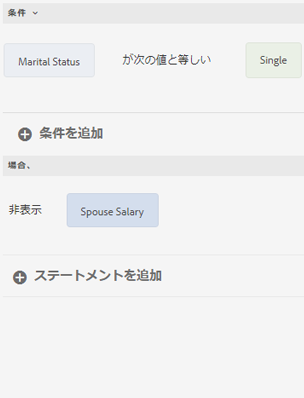 条件
Marital Status が次の値と等しい Single
条件を追加
場合、
非表示 Spouse Salary
ステートメントを追加